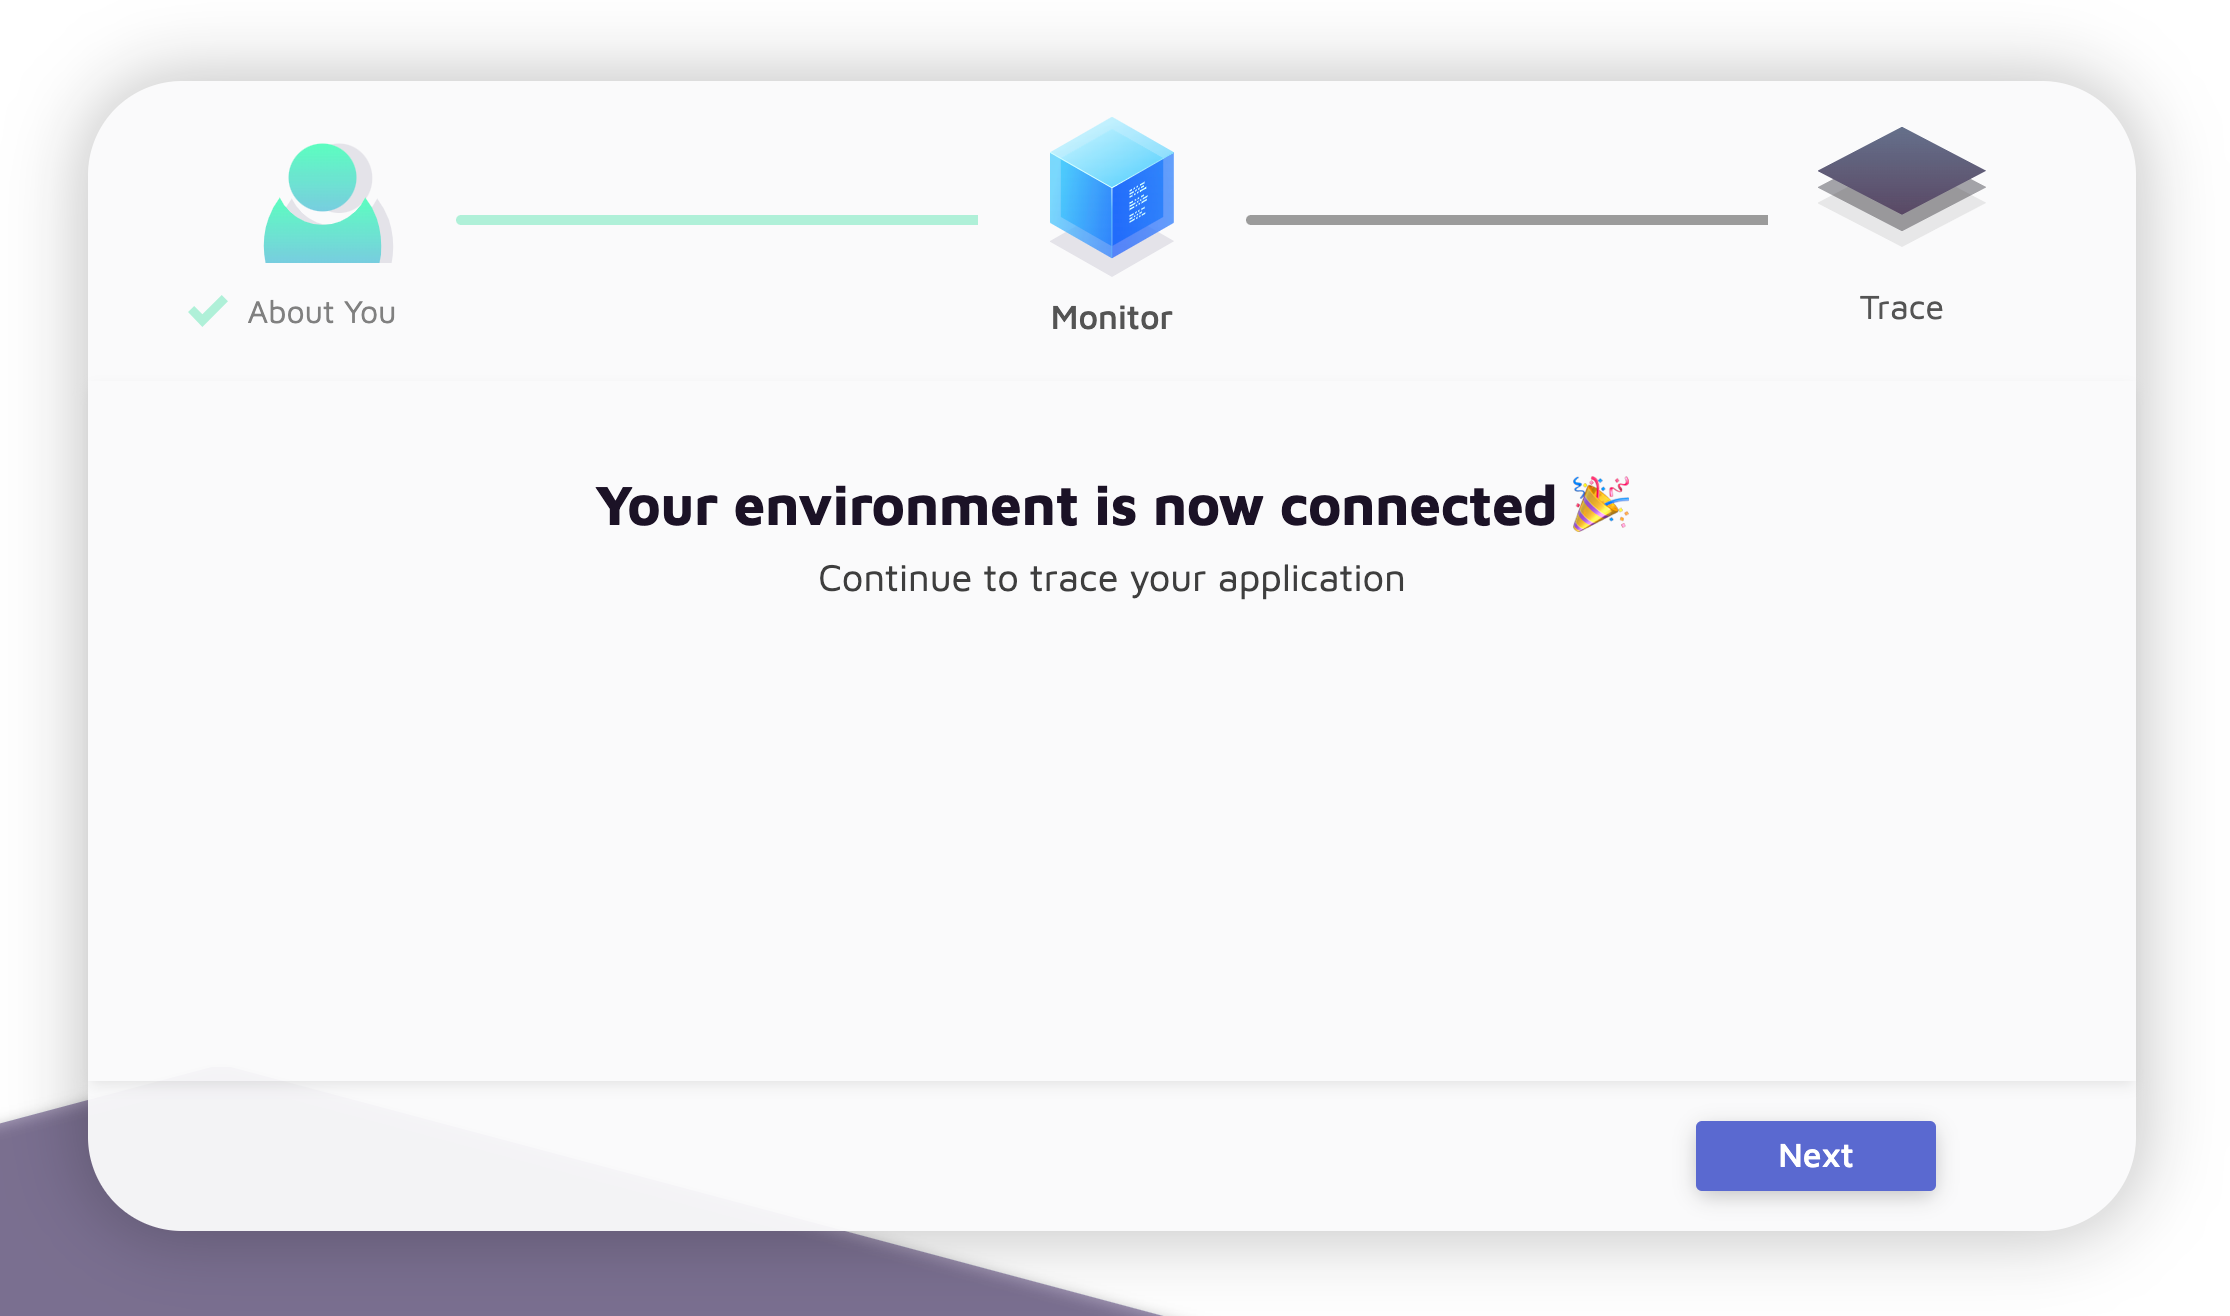 About You
Monitor
Trace
Your environment is now connected 🎉
Continue to trace your application
Next